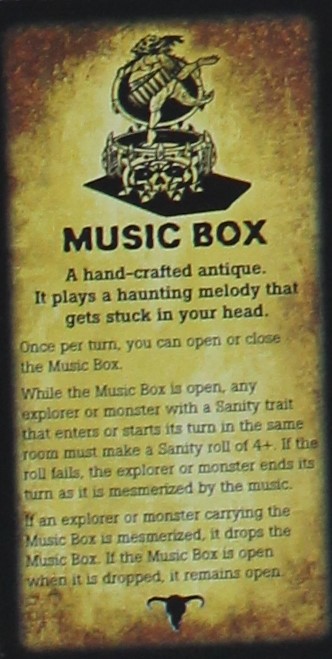 MUSIC BOX
A hand-crafted antique.
It plays a haunting melody that
gets stuck in your head.
Once per turn, you can open or close
the Music Box.
While the Music Box is open, any
explorer or monster with a Sanity trait
that enters or starts its turn in the same
room must make a Sanity roll of 4+. If the
roll fails, the explorer or monster ends its
turn as it is mesmerized by the music.
If an explorer or monster carrying the
Music Box is mesmerized, it drops the
Music Box. If the Music Box is open
when it is dropped, it remains open.